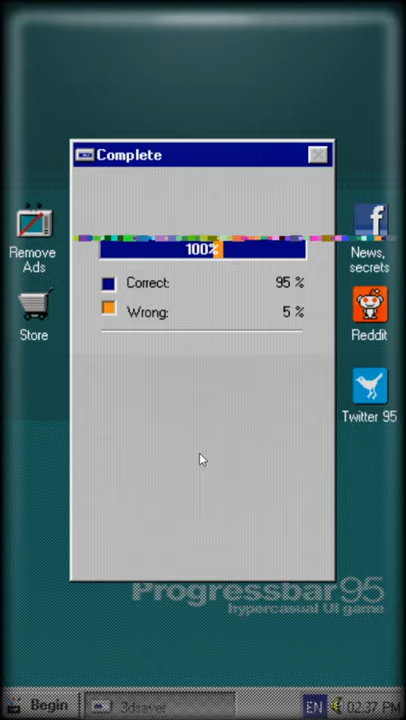 Complete
100%
Correct: 95 %
Wrong: 5 %
Remove
Ads
Store
News,
secrets
Reddit
Twitter 95
Progressbar95
hypercasual UI game
Begin
3dsaver
EN
02:37 PM